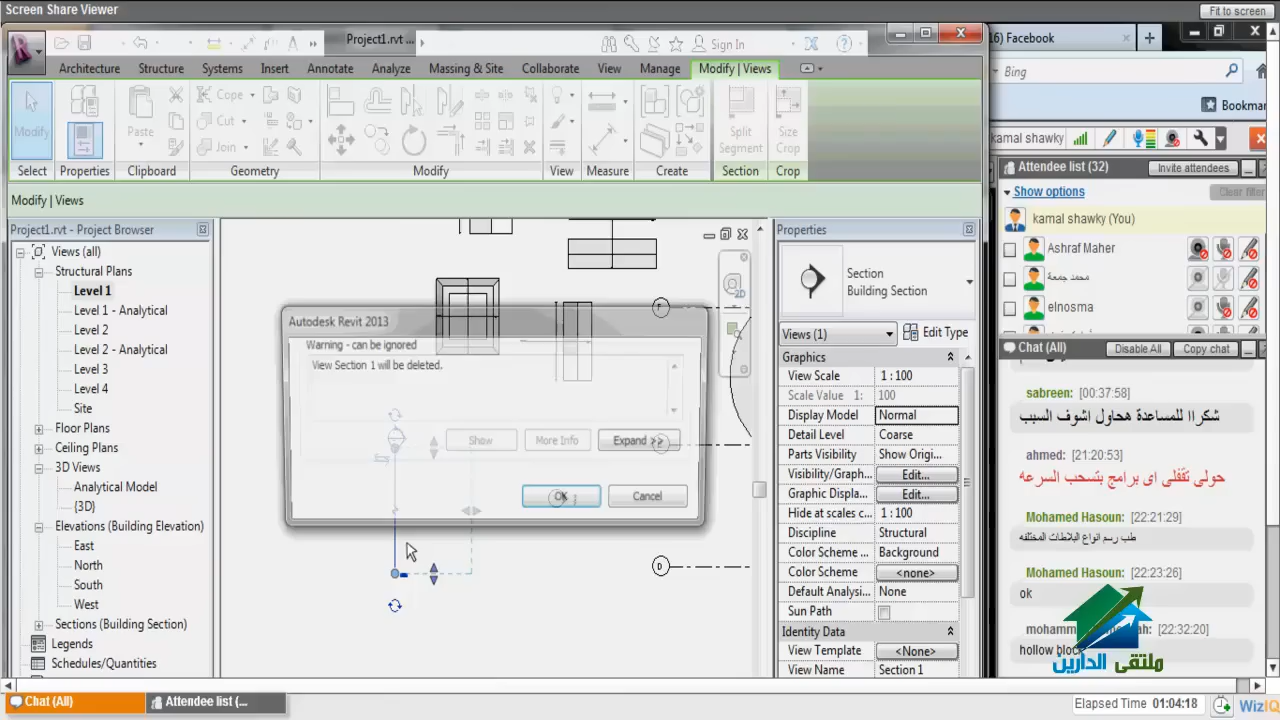 Screen Share Viewer
Fit to screen
Project1.rvt ...
Sign In
16) Facebook
Architecture
Structure
Systems
Insert
Annotate
Analyze
Massing & Site
Collaborate
View
Manage
Modify | Views
Bing
Bookmar
Modify
Paste
Cope
Cut
Join
Split Segment
Size Crop
kamal shawky
Select
Properties
Clipboard
Geometry
Modify
View
Measure
Create
Section
Crop
Attendee list (32)
Invite attendees
Show options
Clear filter
Modify | Views
kamal shawky (You)
Ashraf Maher
محمد جمعة
elnosma
Project1.rvt - Project Browser
Views (all)
Structural Plans
Level 1
Level 1 - Analytical
Level 2
Level 2 - Analytical
Level 3
Level 4
Site
Floor Plans
Ceiling Plans
3D Views
Analytical Model
{3D}
Elevations (Building Elevation)
East
North
South
West
Sections (Building Section)
Legends
Schedules/Quantities
2D
F
D
Autodesk Revit 2013
Warning - can be ignored
View Section 1 will be deleted.
Show
More Info
Expand >>
OK
Cancel
Properties
Section
Building Section
Views (1)
Edit Type
Graphics
View Scale 1 : 100
Scale Value 1: 100
Display Model Normal
Detail Level Coarse
Parts Visibility Show Origi...
Visibility/Graph... Edit...
Graphic Displa... Edit...
Hide at scales c... 1 : 100
Discipline Structural
Color Scheme ... Background
Color Scheme <none>
Default Analysi... None
Sun Path
Identity Data
View Template <None>
View Name Section 1
Chat (All)
Disable All
Copy chat
sabreen [00:37:58]
شكراا للمساعدة هحاول اشوف السبب
ahmed: [21:20:53]
حولى تقفلى اى برامج بتسحب السرعه
Mohamed Hasoun: [22:21:29]
طب رسم انواع البلاطات المختلفه
Mohamed Hasoun: [22:23:26]
ok
[22:32:20]
hollow block
ملتقى الدارين
Chat (All)
Attendee list (...
Elapsed Time 01:04:18
WizIQ